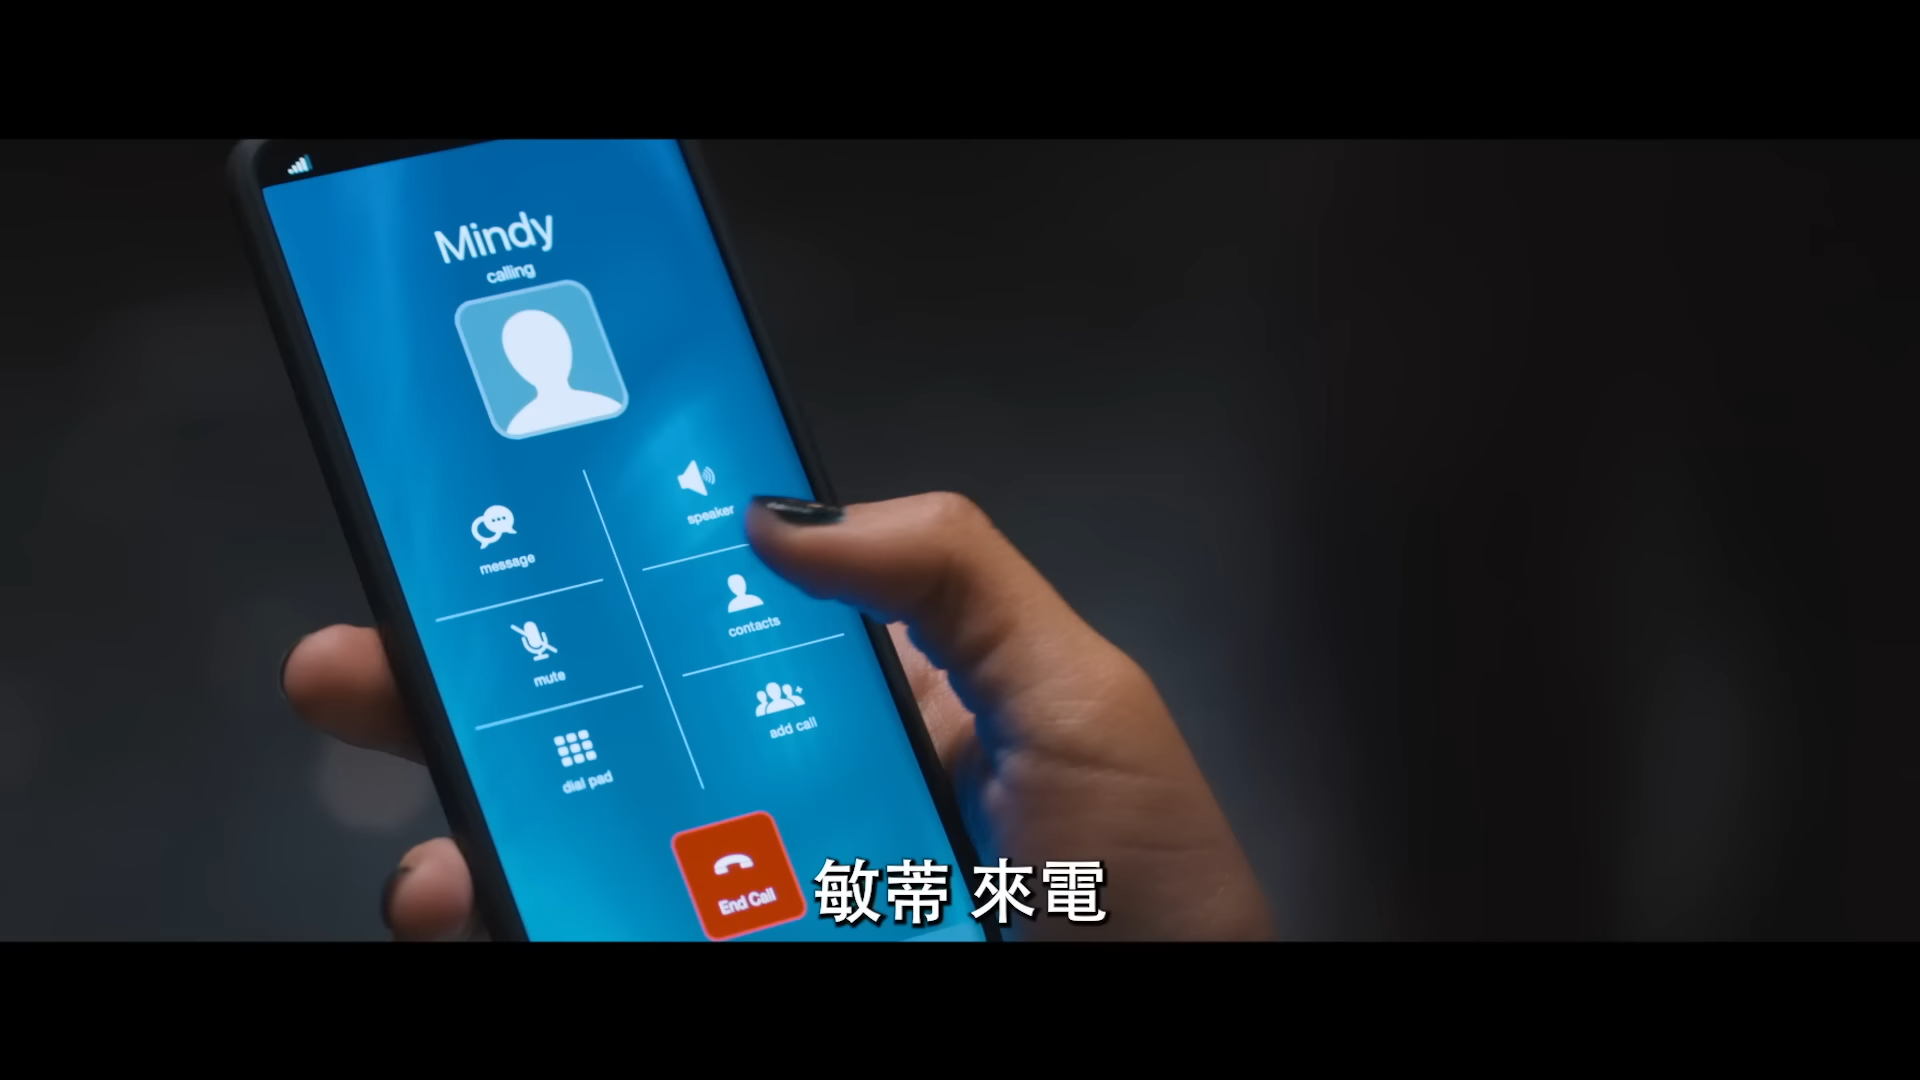 Mindy
calling
speaker
message
contacts
mute
add call
dial pad
End Call
敏蒂 來電